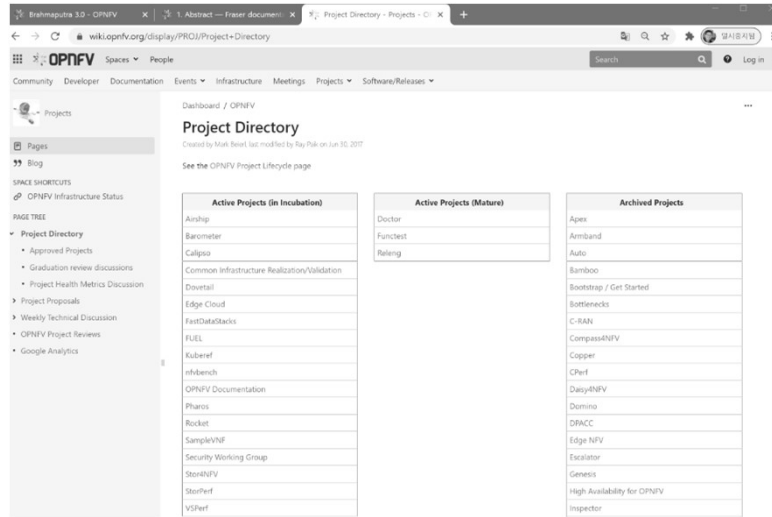 Brahmaputra 3.0 - OPNFV
1. Abstract — Fraser document
Project Directory - Projects - O
wiki.opnfv.org/display/PROJ/Project+Directory
일시중지됨
OPNFV Spaces People
Search
Log in
Community Developer Documentation Events Infrastructure Meetings Projects Software/Releases
Projects
Pages
Blog
SPACE SHORTCUTS
OPNFV Infrastructure Status
PAGE TREE
Project Directory
Approved Projects
Graduation review discussions
Project Health Metrics Discussion
Project Proposals
Weekly Technical Discussion
OPNFV Project Reviews
Google Analytics
Dashboard / OPNFV
Project Directory
Created by Mark Beierl, last modified by Ray Paik on Jun 30, 2017
See the OPNFV Project Lifecycle page
Active Projects (in Incubation)
Airship
Barometer
Calipso
Common Infrastructure Realization/Validation
Dovetail
Edge Cloud
FastDataStacks
FUEL
Kuberef
nfvbench
OPNFV Documentation
Pharos
Rocket
SampleVNF
Security Working Group
Stor4NFV
StorPerf
VSPerf
Active Projects (Mature)
Doctor
Functest
Releng
Archived Projects
Apex
Armband
Auto
Bamboo
Bootstrap / Get Started
Bottlenecks
C-RAN
Compass4NFV
Copper
CPerf
Daisy4NFV
Domino
DPACC
Edge NFV
Escalator
Genesis
High Availability for OPNFV
Inspector